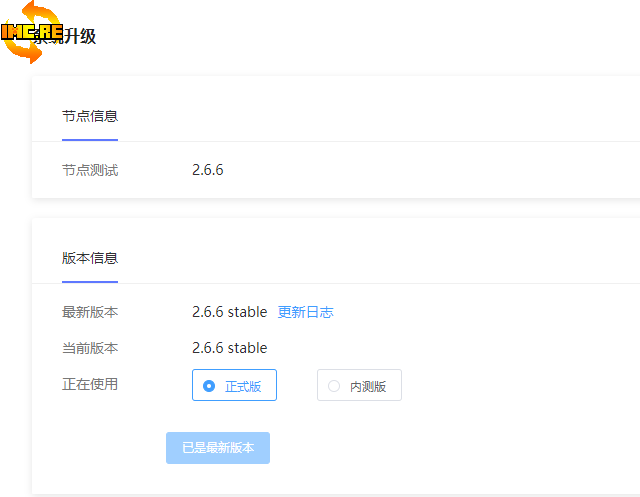 IMCRE
系统升级
节点信息
节点测试 2.6.6
版本信息
最新版本 2.6.6 stable 更新日志
当前版本 2.6.6 stable
正在使用 正式版 内测版
已是最新版本